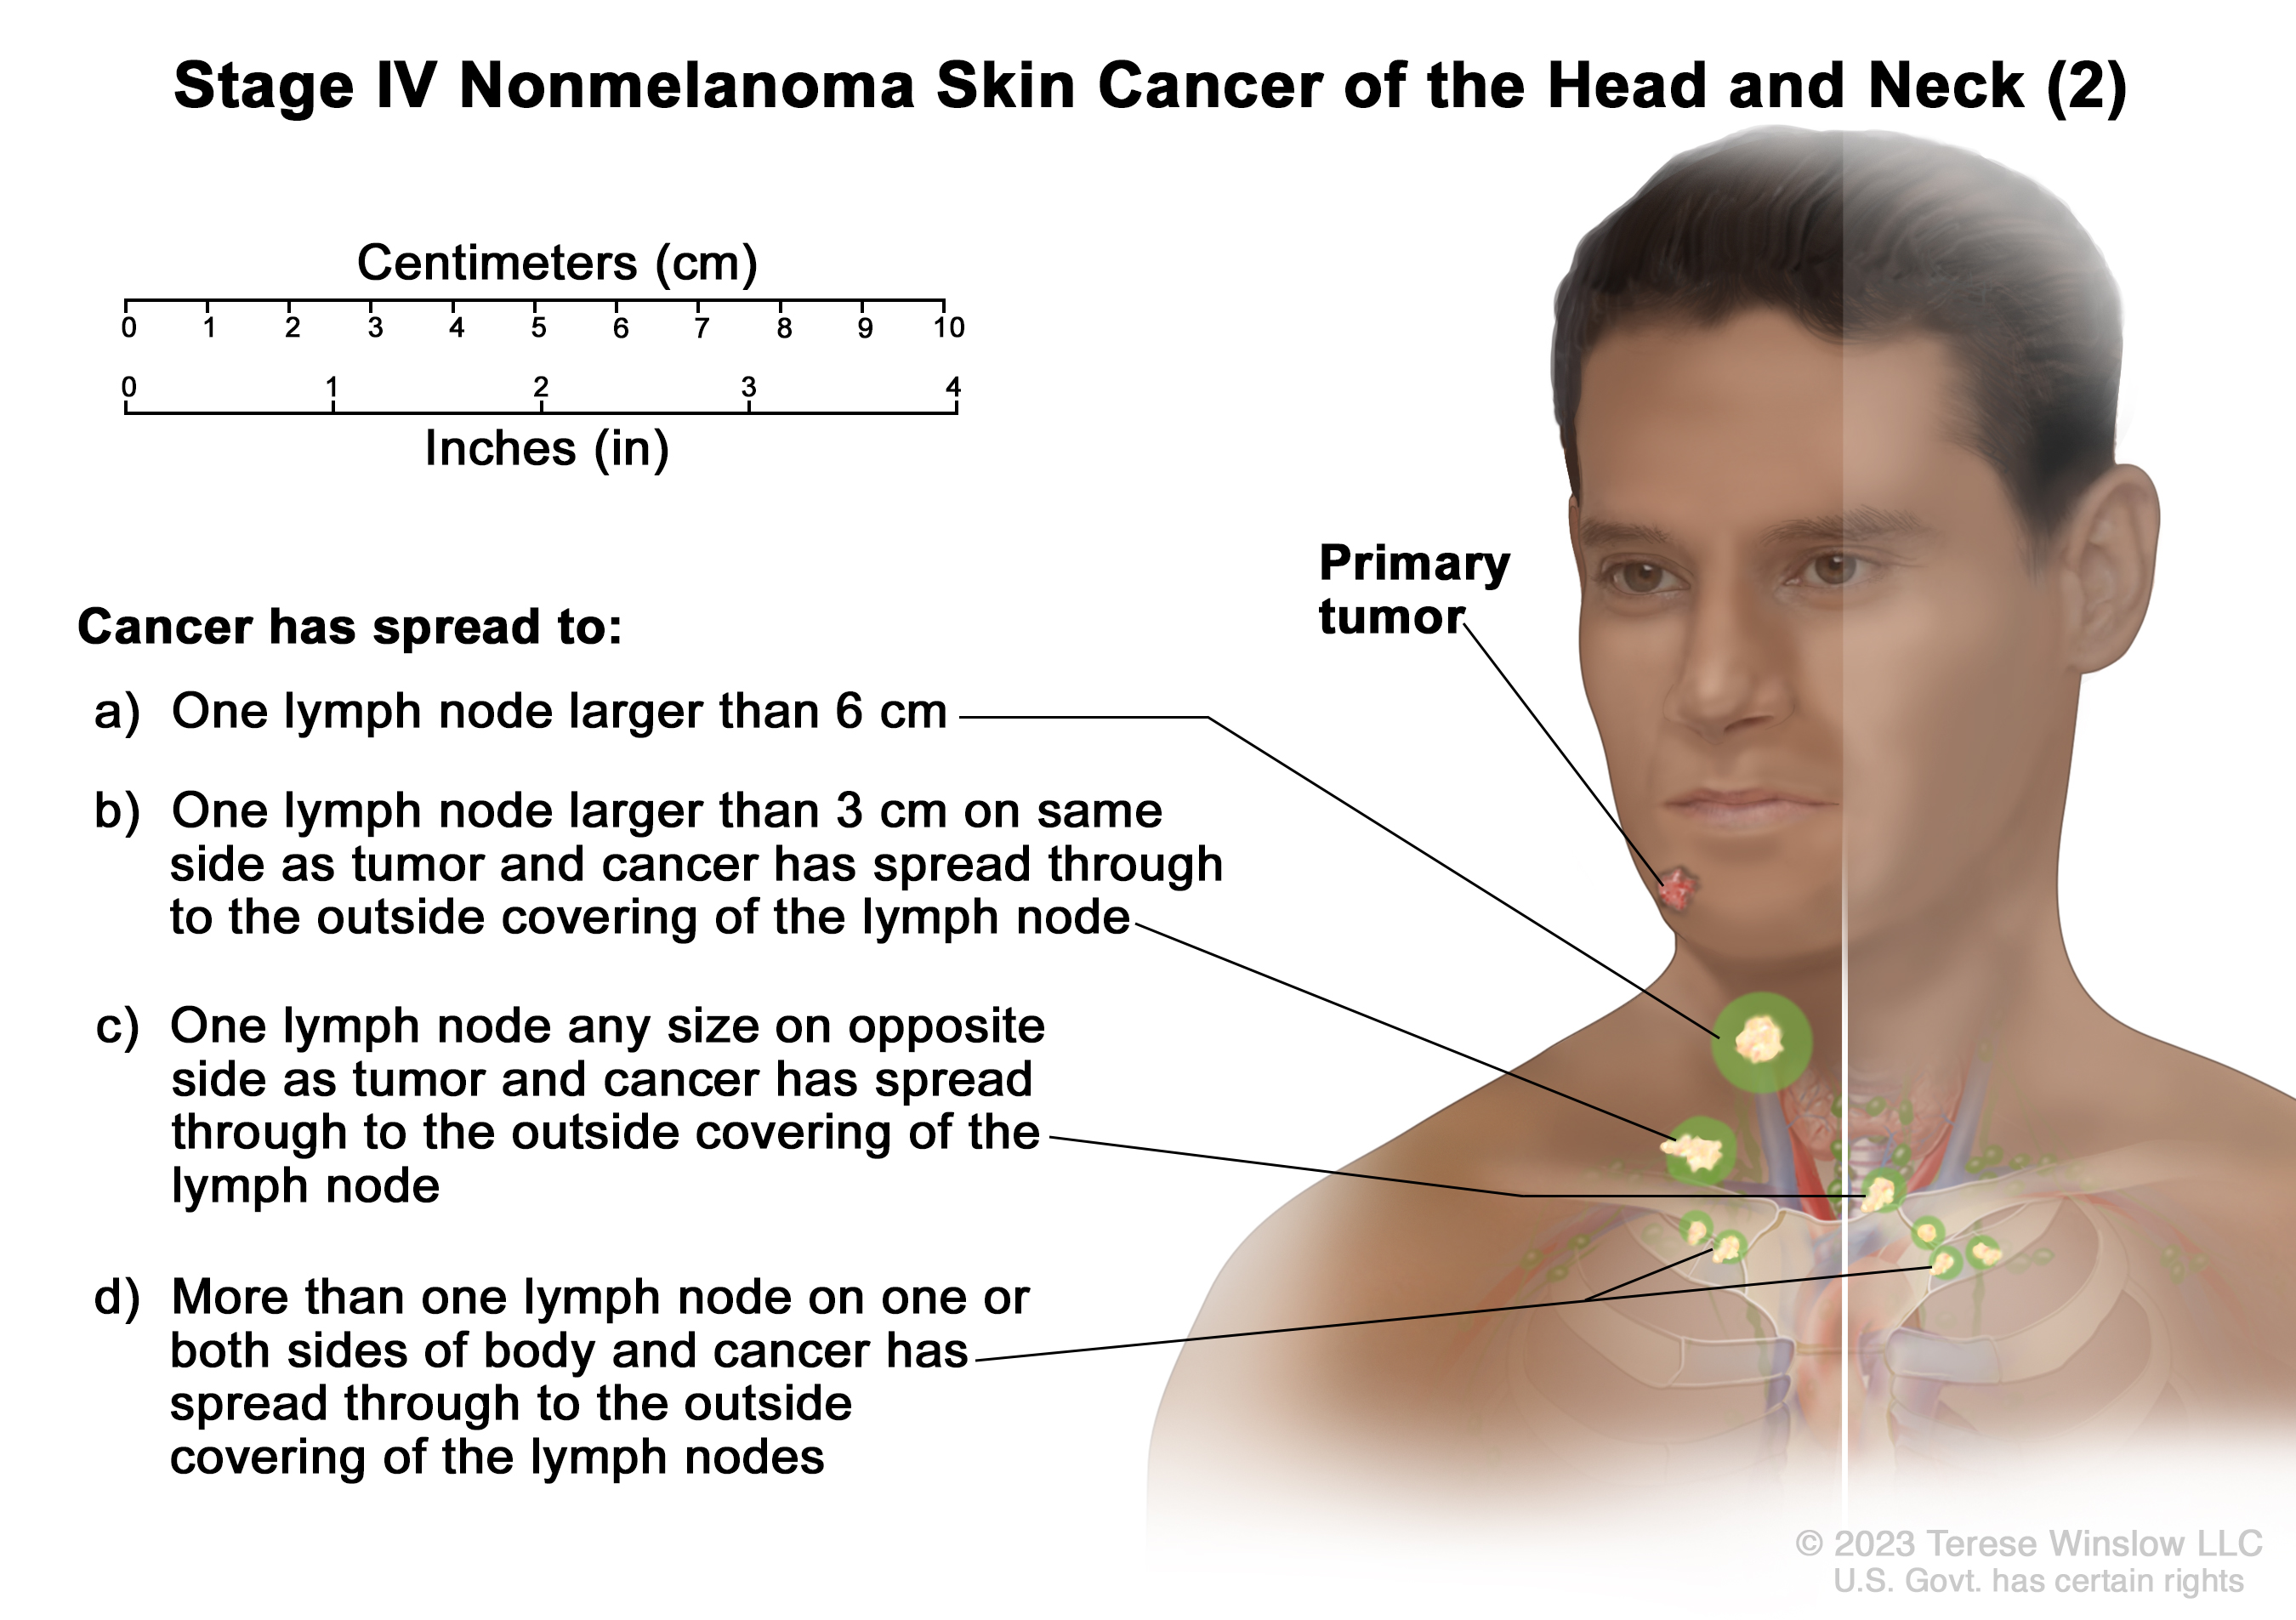 Stage IV Nonmelanoma Skin Cancer of the Head and Neck (2)
Centimeters (cm)
0 1 2 3 4 5 6 7 8 9 10
0 1 2 3 4
Inches (in)
Primary
tumor
Cancer has spread to:
a) One lymph node larger than 6 cm
b) One lymph node larger than 3 cm on same
side as tumor and cancer has spread through
to the outside covering of the lymph node
c) One lymph node any size on opposite
side as tumor and cancer has spread
through to the outside covering of the
lymph node
d) More than one lymph node on one or
both sides of body and cancer has
spread through to the outside
covering of the lymph nodes
© 2023 Terese Winslow LLC
U.S. Govt. has certain rights